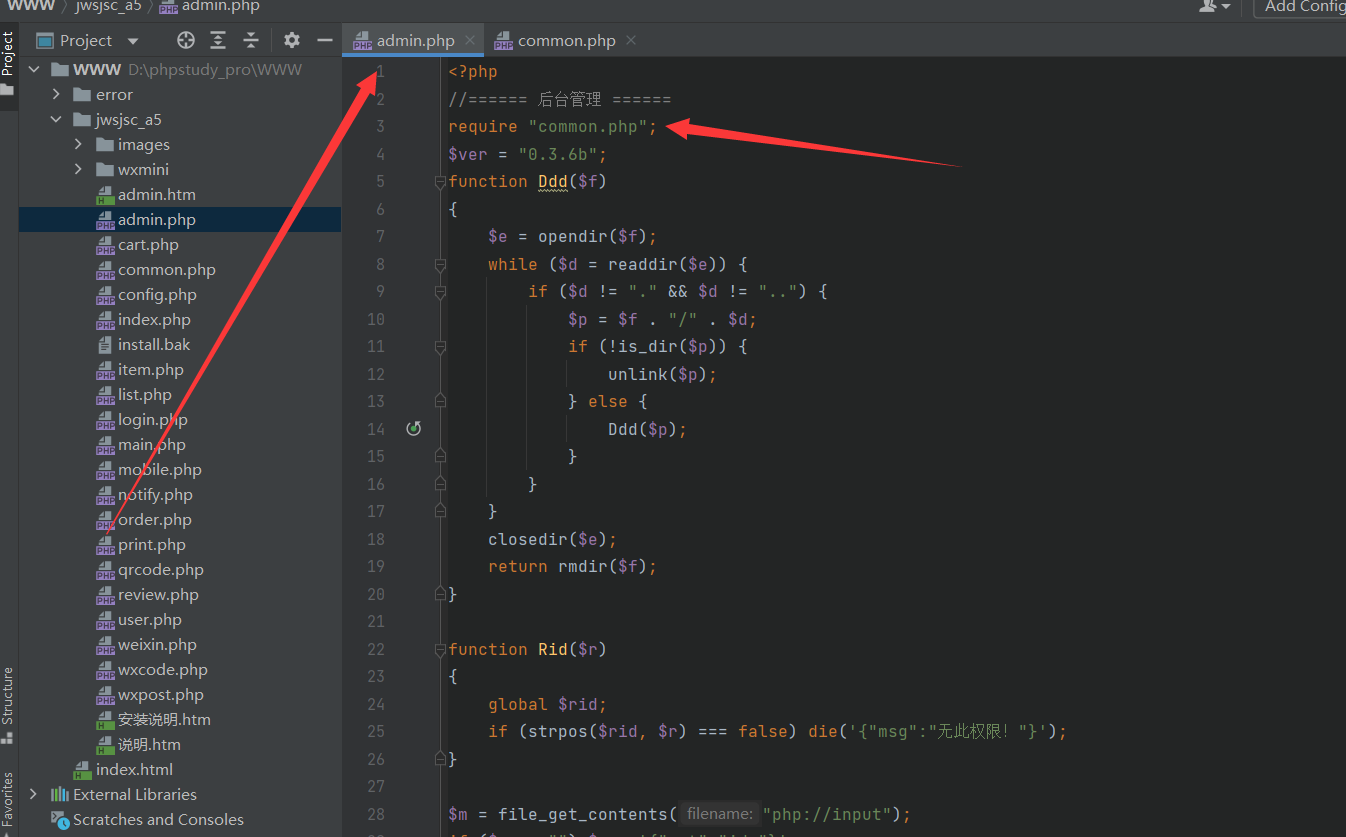 WWW jwsjsc_a5 admin.php
Add Config
Project
admin.php
common.php
Project
WWW D:\phpstudy_pro\WWW
error
jwsjsc_a5
images
wxmini
admin.htm
admin.php
cart.php
common.php
config.php
index.php
install.bak
item.php
list.php
login.php
main.php
mobile.php
notify.php
order.php
print.php
qrcode.php
review.php
user.php
weixin.php
wxcode.php
wxpost.php
安装说明.htm
说明.htm
index.html
External Libraries
Scratches and Consoles
Structure
Favorites
1 <?php
2 //====== 后台管理 ======
3 require "common.php";
4 $ver = "0.3.6b";
5 function Ddd($f)
6 {
7 $e = opendir($f);
8 while ($d = readdir($e)) {
9 if ($d != "." && $d != "..") {
10 $p = $f . "/" . $d;
11 if (!is_dir($p)) {
12 unlink($p);
13 } else {
14 Ddd($p);
15 }
16 }
17 }
18 closedir($e);
19 return rmdir($f);
20 }
21
22 function Rid($r)
23 {
24 global $rid;
25 if (strpos($rid, $r) === false) die('{"msg":"无此权限！"}');
26 }
27
28 $m = file_get_contents( filename: "php://input");